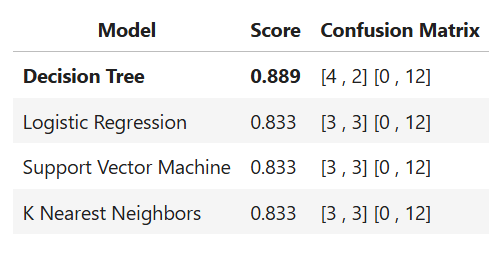 Model Score Confusion Matrix
Decision Tree 0.889 [4 , 2] [0 , 12]
Logistic Regression 0.833 [3 , 3] [0 , 12]
Support Vector Machine 0.833 [3 , 3] [0 , 12]
K Nearest Neighbors 0.833 [3 , 3] [0 , 12]